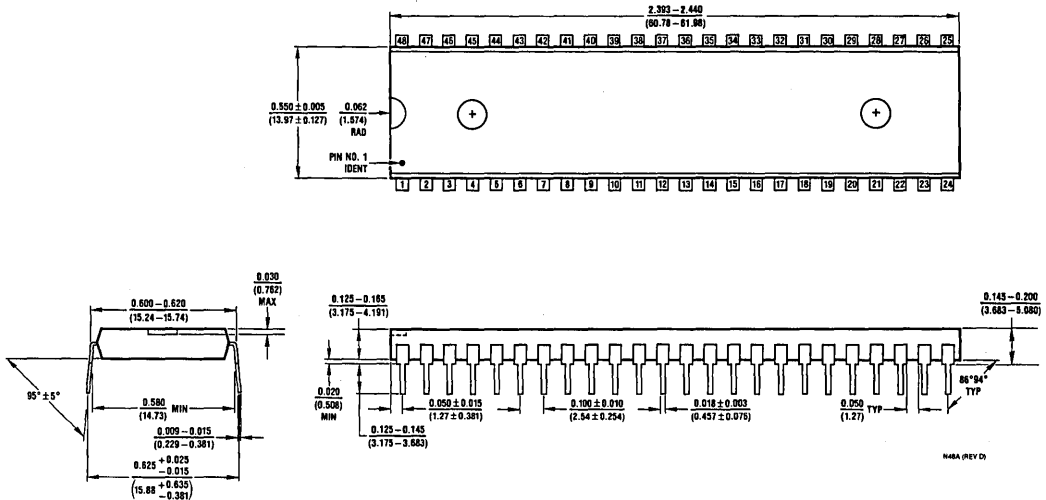 2.393 – 2.440
(60.78 – 61.98)
48 47 46 45 44 43 42 41 40 39 38 37 36 35 34 33 32 31 30 29 28 27 26 25
0.550 ± 0.005
(13.97 ± 0.127)
0.062
(1.574)
RAD
PIN NO. 1
IDENT
1 2 3 4 5 6 7 8 9 10 11 12 13 14 15 16 17 18 19 20 21 22 23 24
0.030
(0.762)
MAX
0.600 – 0.620
(15.24 – 15.74)
95° ± 5°
0.580
(14.73)
MIN
0.009 – 0.015
(0.229 – 0.381)
0.625 +0.025
–0.015
(15.88 +0.635
–0.381)
0.125 – 0.165
(3.175 – 4.191)
0.145 – 0.200
(3.683 – 5.080)
0.020
(0.508)
MIN
0.050 ± 0.015
(1.27 ± 0.381)
0.100 ± 0.010
(2.54 ± 0.254)
0.018 ± 0.003
(0.457 ± 0.076)
0.050
(1.27)
TYP
86°94°
TYP
0.125 – 0.145
(3.175 – 3.683)
N48A (REV D)